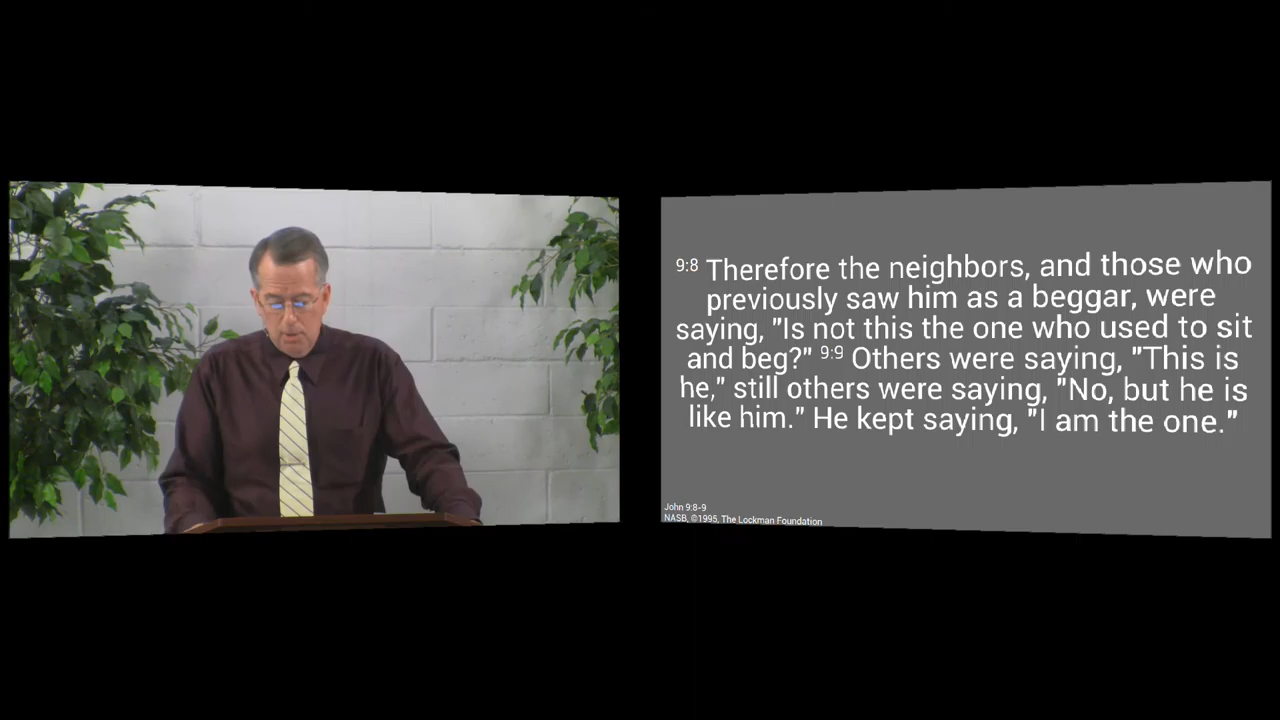 9:8 Therefore the neighbors, and those who
previously saw him as a beggar, were
saying, "Is not this the one who used to sit
and beg?" 9:9 Others were saying, "This is
he," still others were saying, "No, but he is
like him." He kept saying, "I am the one."
John 9:8-9
NASB, ©1995, The Lockman Foundation